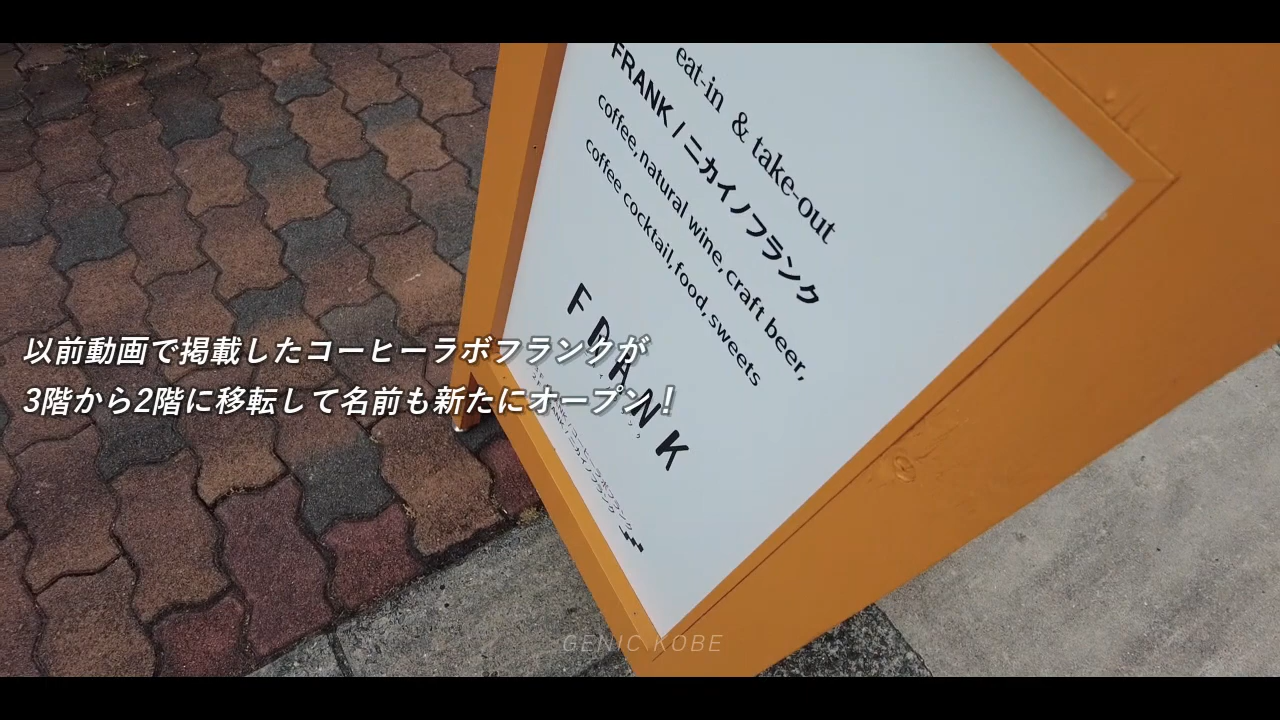 eat-in & take-out
FRANK / ニカイノフランク
coffee, natural wine, craft beer,
coffee cocktail, food, sweets
FRANK
以前動画で掲載したコーヒーラボフランクが
3階から2階に移転して名前も新たにオープン！
GENIC KOBE